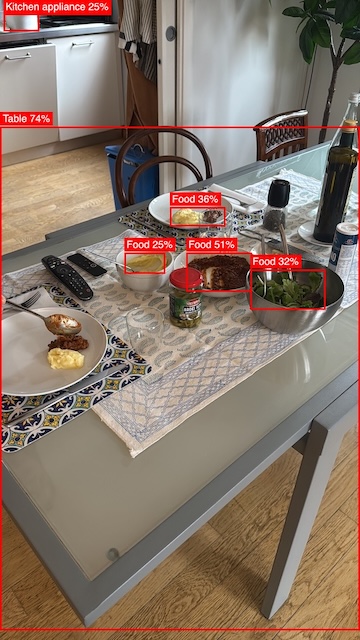 Kitchen appliance 25%
Table 74%
Food 36%
Food 25%
Food 51%
Food 32%